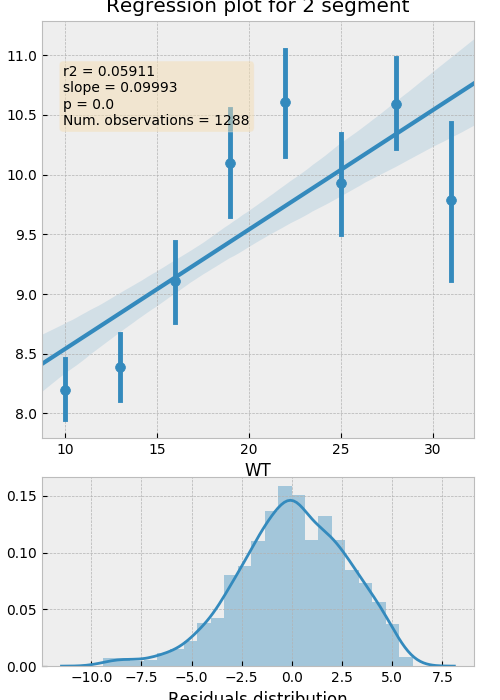 Regression plot for 2 segment
11.0
r2 = 0.05911
slope = 0.09993
p = 0.0
Num. observations = 1288
10.5
10.0
9.5
9.0
8.5
8.0
10 15 20 25 30
WT
0.15
0.10
0.05
0.00
−10.0 −7.5 −5.0 −2.5 0.0 2.5 5.0 7.5
Residuals distribution